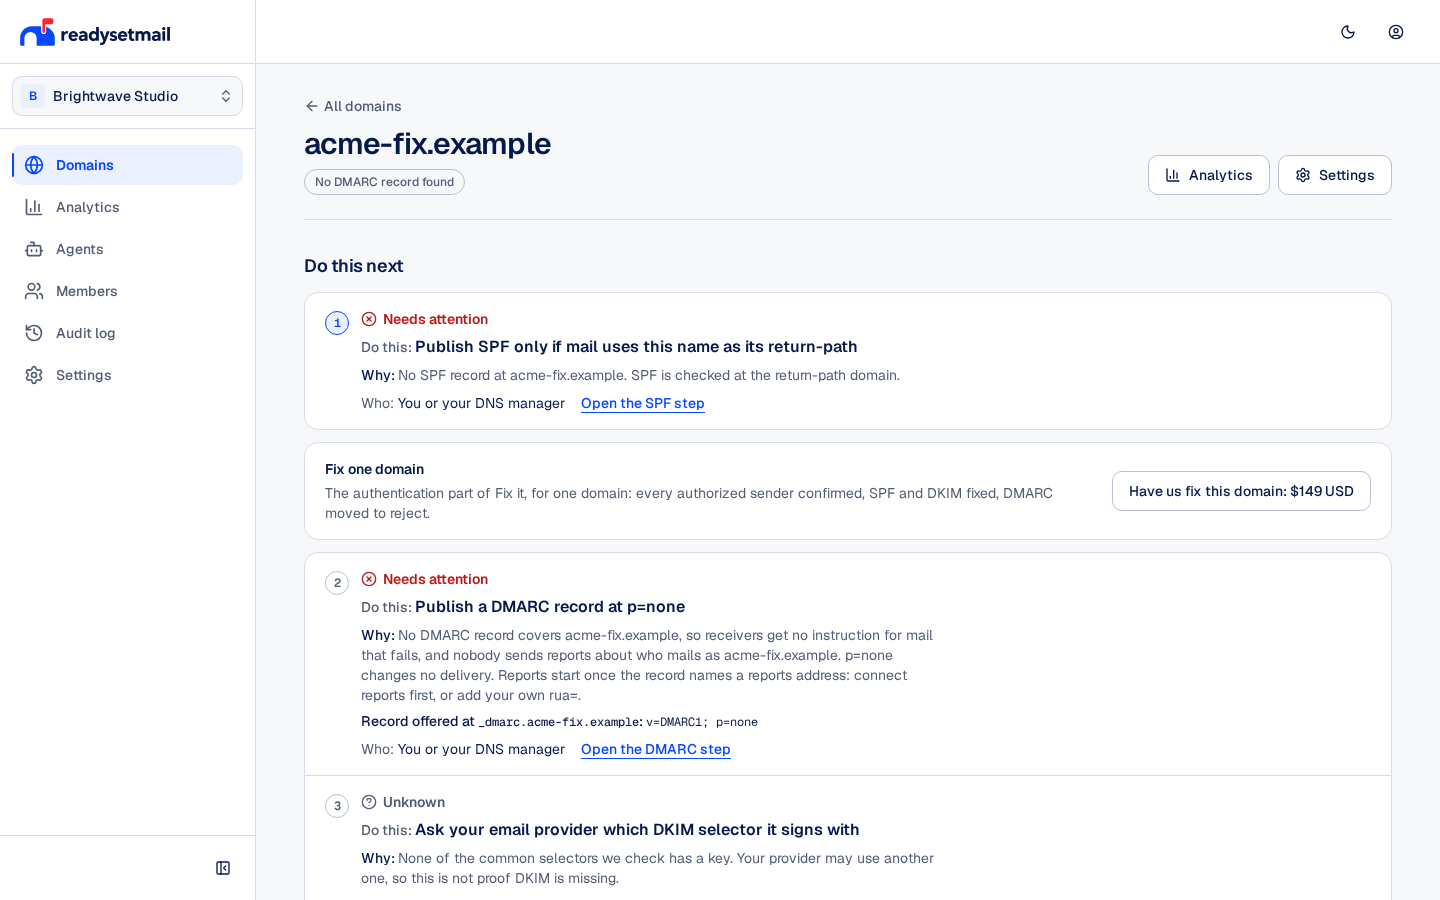 readysetmail
B Brightwave Studio
Domains
Analytics
Agents
Members
Audit log
Settings
All domains
acme-fix.example
No DMARC record found
Analytics
Settings
Do this next
1
Needs attention
Do this: Publish SPF only if mail uses this name as its return-path
Why: No SPF record at acme-fix.example. SPF is checked at the return-path domain.
Who: You or your DNS manager Open the SPF step
Fix one domain
The authentication part of Fix it, for one domain: every authorized sender confirmed, SPF and DKIM fixed, DMARC
moved to reject.
Have us fix this domain: $149 USD
2
Needs attention
Do this: Publish a DMARC record at p=none
Why: No DMARC record covers acme-fix.example, so receivers get no instruction for mail
that fails, and nobody sends reports about who mails as acme-fix.example. p=none
changes no delivery. Reports start once the record names a reports address: connect
reports first, or add your own rua=.
Record offered at _dmarc.acme-fix.example: v=DMARC1; p=none
Who: You or your DNS manager Open the DMARC step
3
Unknown
Do this: Ask your email provider which DKIM selector it signs with
Why: None of the common selectors we check has a key. Your provider may use another
one, so this is not proof DKIM is missing.